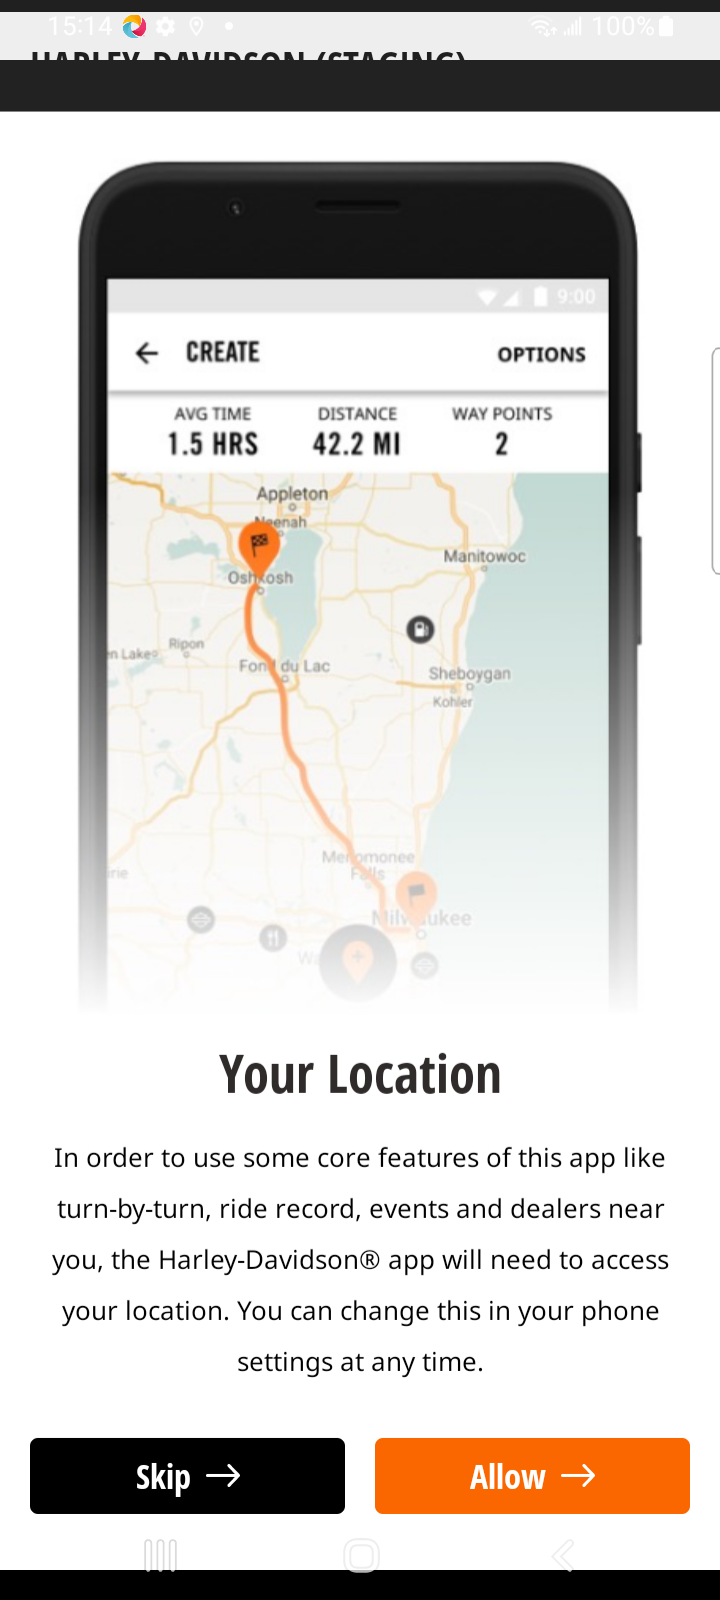 15:14 100%
HARLEY-DAVIDSON (STAGING)
9:00
CREATE OPTIONS
AVG TIME DISTANCE WAY POINTS
1.5 HRS 42.2 MI 2
Appleton
Neenah
Manitowoc
Oshkosh
Ripon
n Lake
Fond du Lac
Sheboygan
Kohler
Menomonee
Falls
rie
Milwaukee
Your Location
In order to use some core features of this app like
turn-by-turn, ride record, events and dealers near
you, the Harley-Davidson® app will need to access
your location. You can change this in your phone
settings at any time.
Skip → Allow →